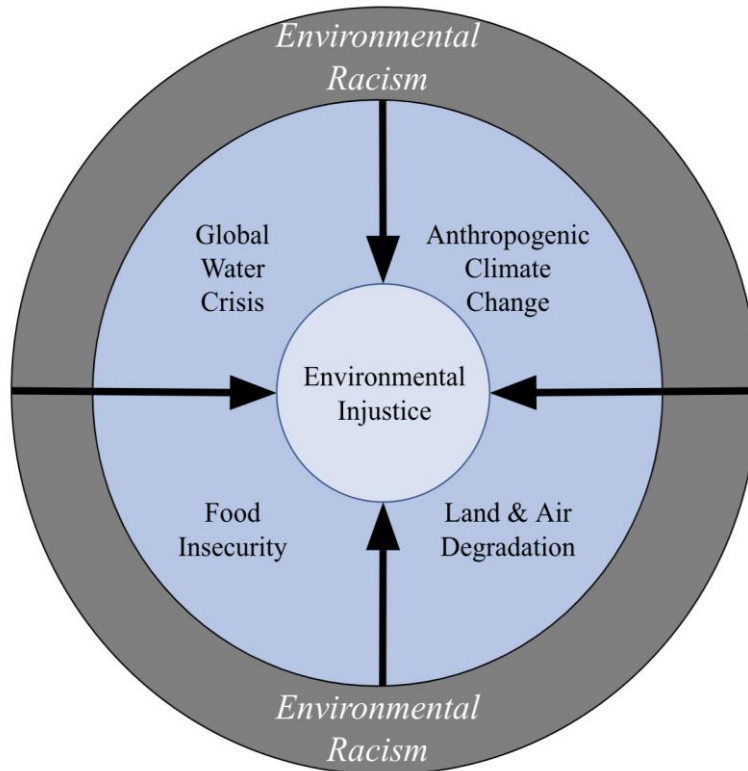 Environmental
Racism
Global
Water
Crisis
Anthropogenic
Climate
Change
Environmental
Injustice
Food
Insecurity
Land & Air
Degradation
Environmental
Racism